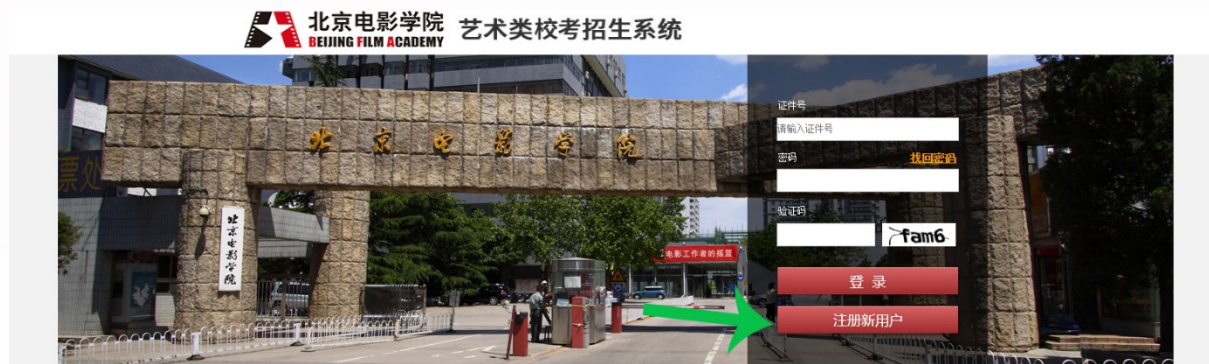 北京电影学院
BEIJING FILM ACADEMY
艺术类校考招生系统
证件号
请输入证件号
密码
找回密码
验证码
fam6
登 录
注册新用户
北京电影学院
票处
北京电影学院
电影工作者的摇篮